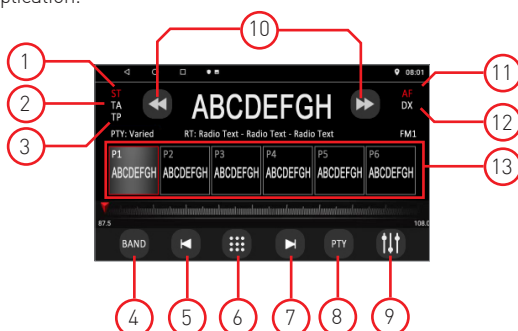 plication.
10
1
2
3
11
12
13
08:01
ST
TA
TP
ABCDEFGH
AF
DX
PTY: Varied RT: Radio Text - Radio Text - Radio Text FM1
P1 P2 P3 P4 P5 P6
ABCDEFGH ABCDEFGH ABCDEFGH ABCDEFGH ABCDEFGH ABCDEFGH
87.5 108.0
BAND PTY
4 5 6 7 8 9